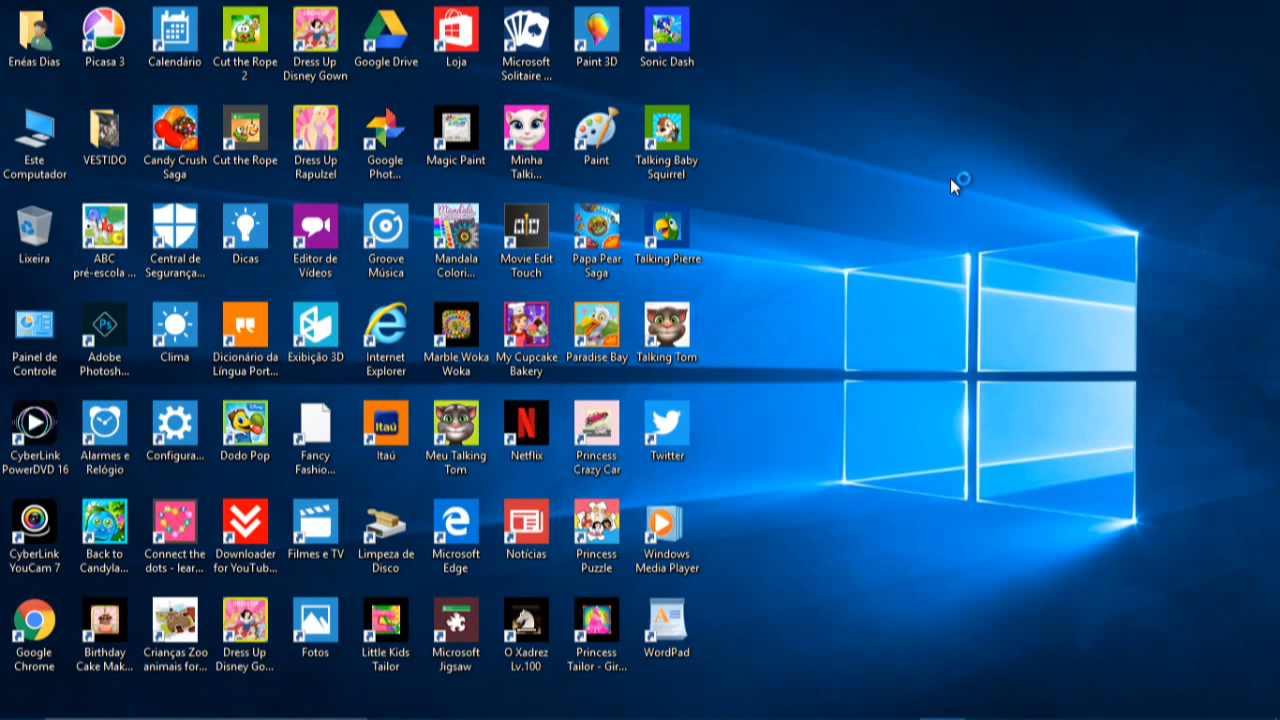 Enéas Dias
Picasa 3
Calendário
Cut the Rope
2
Dress Up
Disney Gown
Google Drive
Loja
Microsoft
Solitaire ...
Paint 3D
Sonic Dash
Este
Computador
VESTIDO
Candy Crush
Saga
Cut the Rope
Dress Up
Rapulzel
Google
Phot...
Magic Paint
Minha
Talki...
Paint
Talking Baby
Squirrel
Lixeira
ABC
pré-escola ...
Central de
Segurança...
Dicas
Editor de
Vídeos
Groove
Música
Mandala
Colori...
Movie Edit
Touch
Papa Pear
Saga
Talking Pierre
Painel de
Controle
Ps
Adobe
Photosh...
Clima
Dicionário da
Língua Port...
Exibição 3D
Internet
Explorer
Marble Woka
Woka
My Cupcake
Bakery
Paradise Bay
Talking Tom
CyberLink
PowerDVD 16
Alarmes e
Relógio
Configura...
Dodo Pop
Fancy
Fashio...
Itaú
Itaú
Meu Talking
Tom
N
Netflix
Princess
Crazy Car
Twitter
CyberLink
YouCam 7
Back to
Candyla...
Connect the
dots - lear...
Downloader
for YouTub...
Filmes e TV
Limpeza de
Disco
Microsoft
Edge
Notícias
Princess
Puzzle
Windows
Media Player
Google
Chrome
Birthday
Cake Mak...
Crianças Zoo
animais for...
Dress Up
Disney Go...
Fotos
Little Kids
Tailor
Microsoft
Jigsaw
O Xadrez
Lv.100
Princess
Tailor - Gir...
WordPad